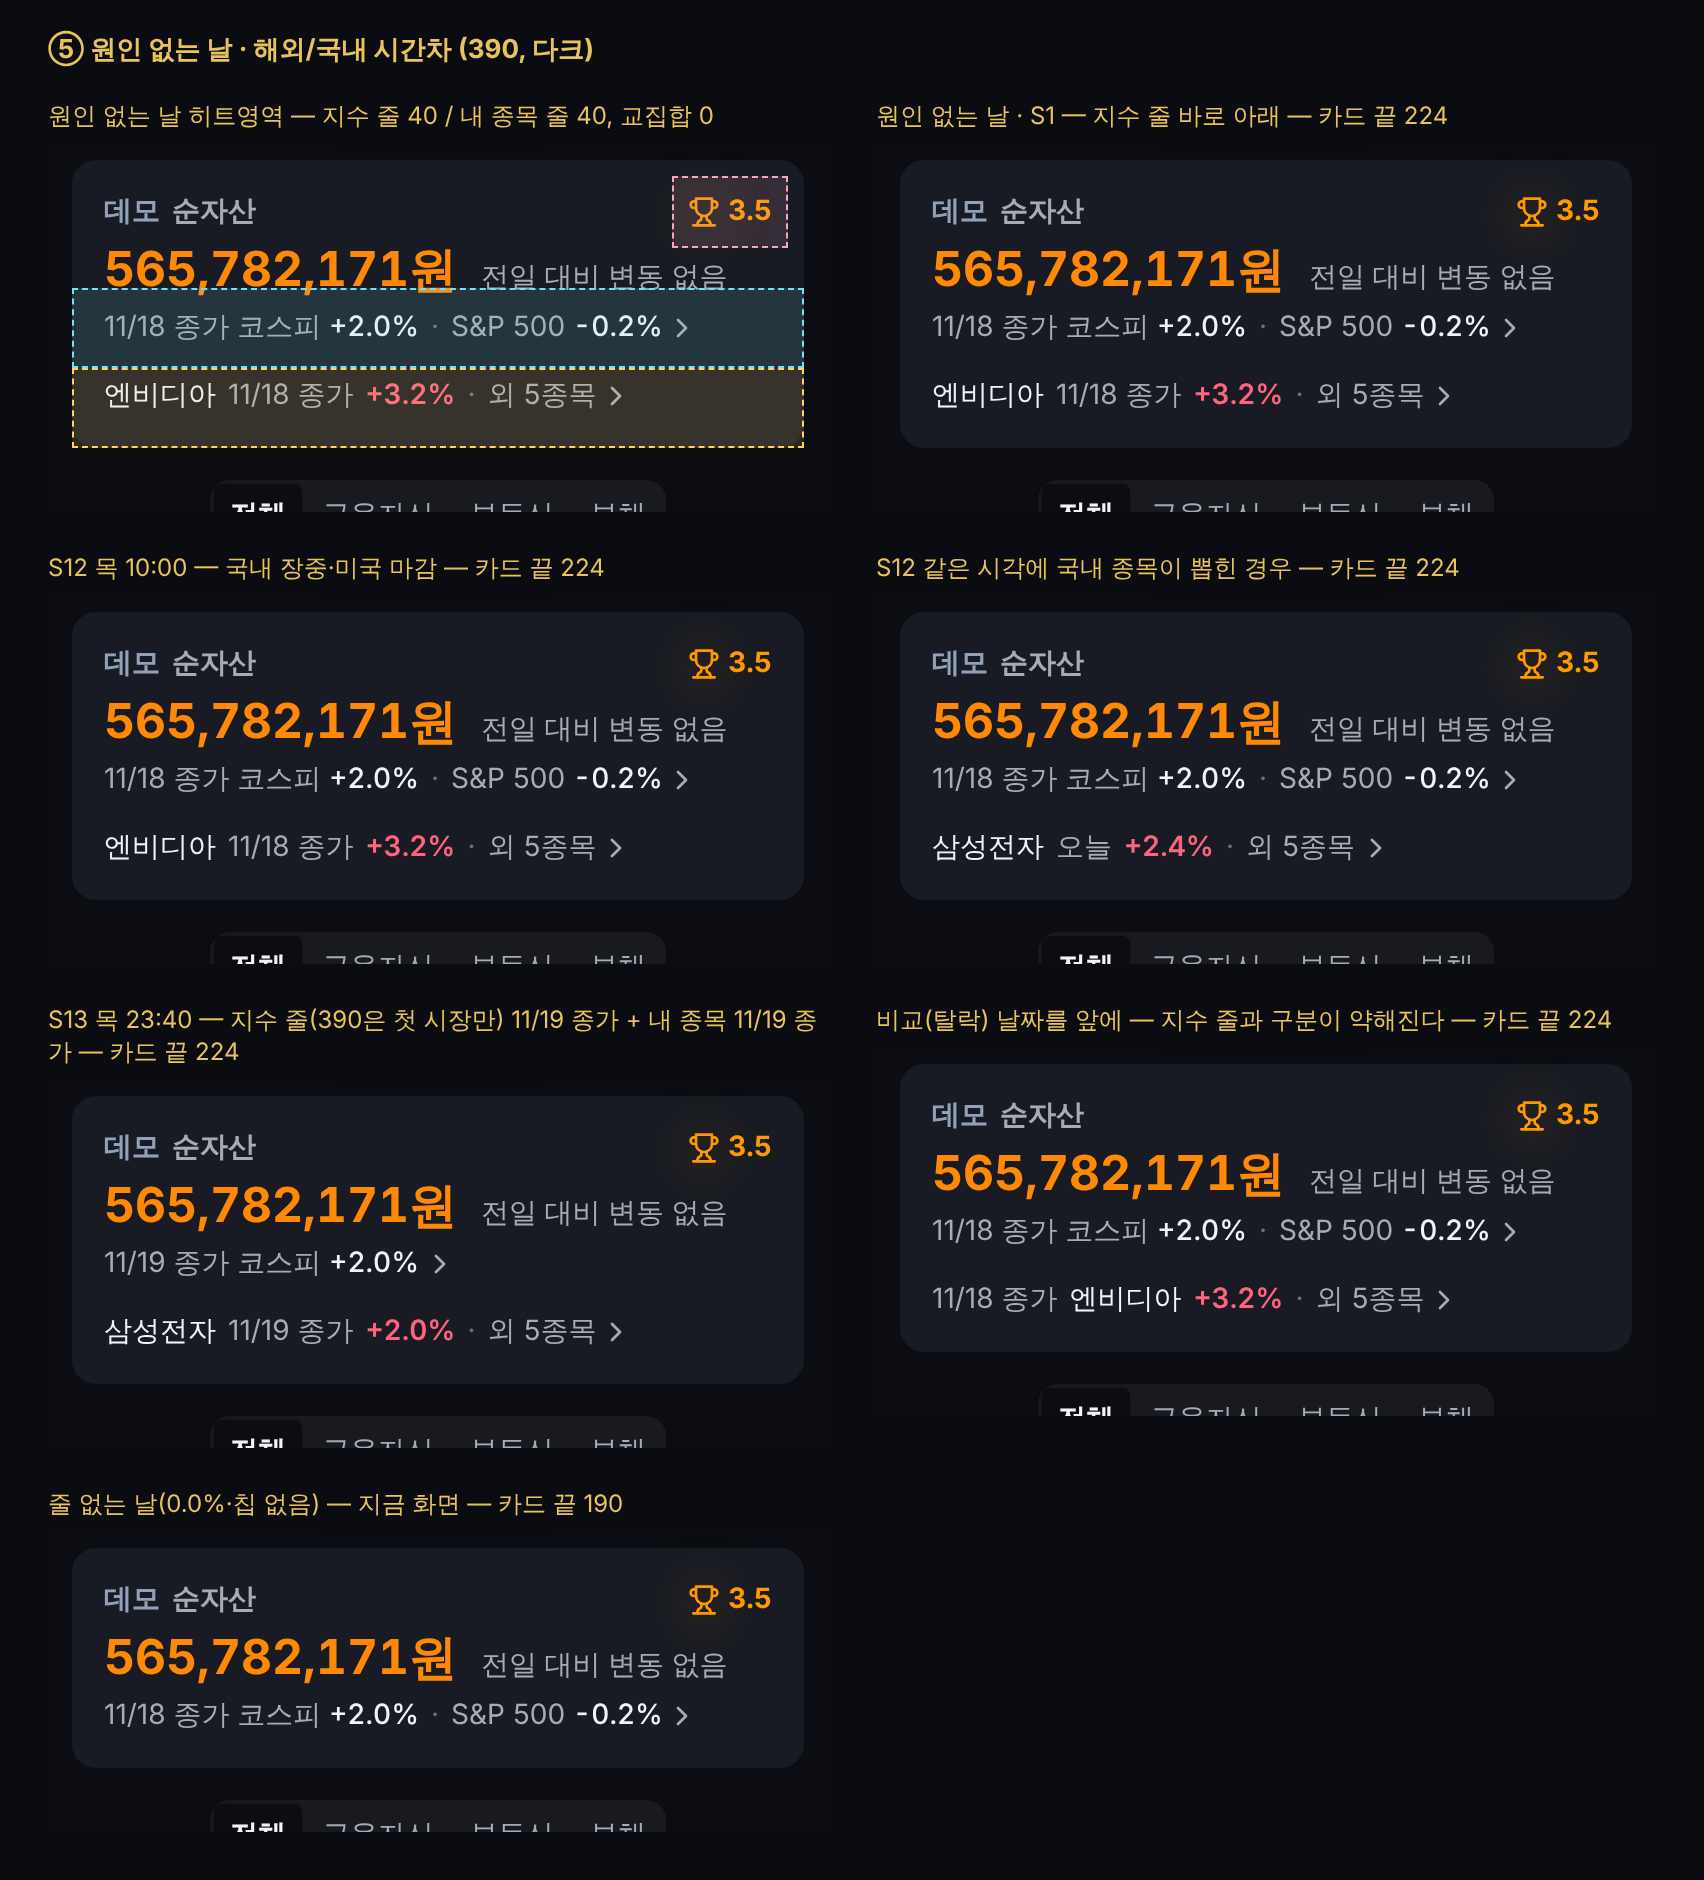 ⑤ 원인 없는 날 · 해외/국내 시간차 (390, 다크)
원인 없는 날 히트영역 — 지수 줄 40 / 내 종목 줄 40, 교집합 0
데모 순자산
3.5
565,782,171원 전일 대비 변동 없음
11/18 종가 코스피 +2.0% · S&P 500 -0.2% >
엔비디아 11/18 종가 +3.2% · 외 5종목 >
원인 없는 날 · S1 — 지수 줄 바로 아래 — 카드 끝 224
데모 순자산
3.5
565,782,171원 전일 대비 변동 없음
11/18 종가 코스피 +2.0% · S&P 500 -0.2% >
엔비디아 11/18 종가 +3.2% · 외 5종목 >
S12 목 10:00 — 국내 장중·미국 마감 — 카드 끝 224
데모 순자산
3.5
565,782,171원 전일 대비 변동 없음
11/18 종가 코스피 +2.0% · S&P 500 -0.2% >
엔비디아 11/18 종가 +3.2% · 외 5종목 >
S12 같은 시각에 국내 종목이 뽑힌 경우 — 카드 끝 224
데모 순자산
3.5
565,782,171원 전일 대비 변동 없음
11/18 종가 코스피 +2.0% · S&P 500 -0.2% >
삼성전자 오늘 +2.4% · 외 5종목 >
S13 목 23:40 — 지수 줄(390은 첫 시장만) 11/19 종가 + 내 종목 11/19 종
가 — 카드 끝 224
데모 순자산
3.5
565,782,171원 전일 대비 변동 없음
11/19 종가 코스피 +2.0% >
삼성전자 11/19 종가 +2.0% · 외 5종목 >
비교(탈락) 날짜를 앞에 — 지수 줄과 구분이 약해진다 — 카드 끝 224
데모 순자산
3.5
565,782,171원 전일 대비 변동 없음
11/18 종가 코스피 +2.0% · S&P 500 -0.2% >
11/18 종가 엔비디아 +3.2% · 외 5종목 >
줄 없는 날(0.0%·칩 없음) — 지금 화면 — 카드 끝 190
데모 순자산
3.5
565,782,171원 전일 대비 변동 없음
11/18 종가 코스피 +2.0% · S&P 500 -0.2% >